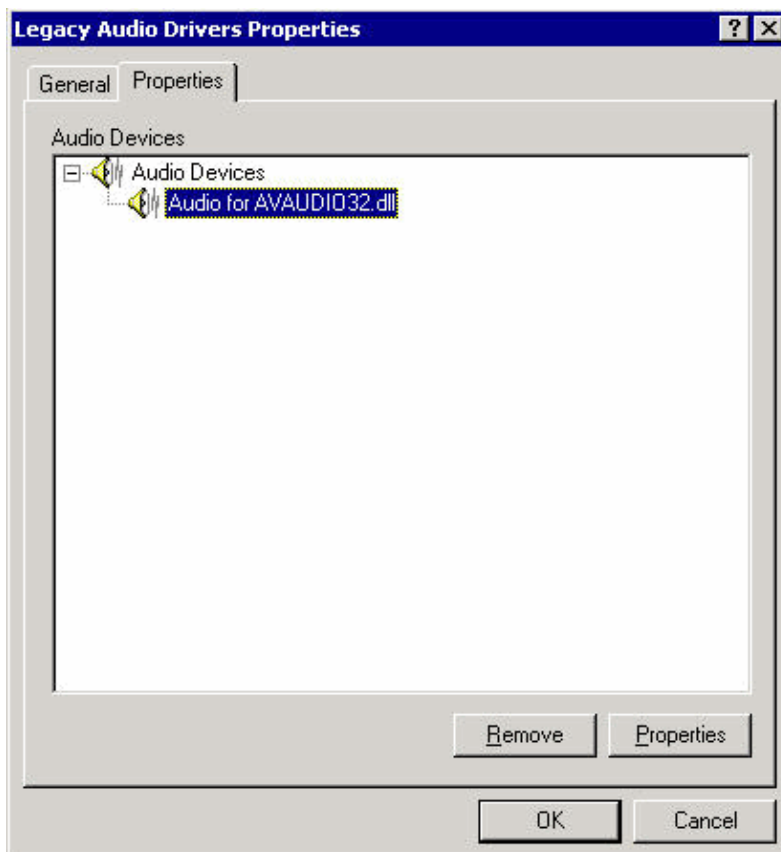 Legacy Audio Drivers Properties
General Properties
Audio Devices
Audio Devices
Audio for AVAUDIO32.dll
Remove Properties
OK Cancel